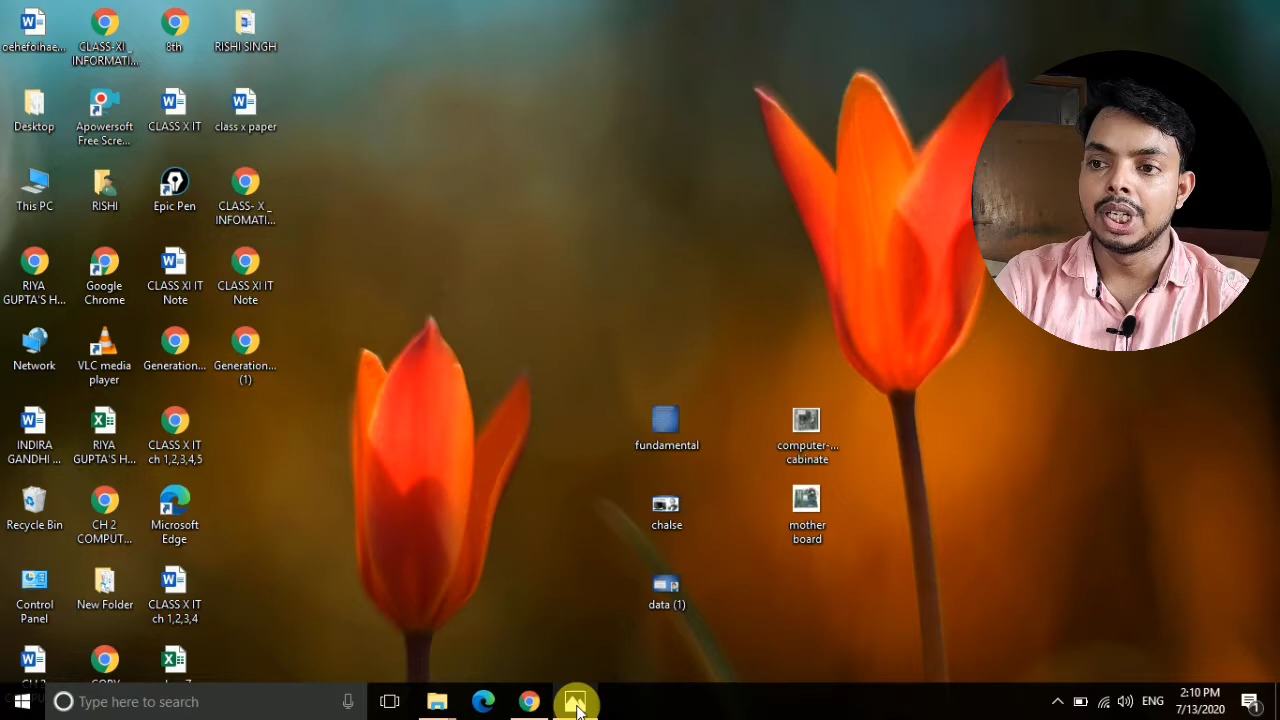 oehefoihae...
CLASS-XI _
INFORMATI...
8th
RISHI SINGH
Desktop
Apowersoft
Free Scre...
CLASS X IT
class x paper
This PC
RISHI
Epic Pen
CLASS- X _
INFOMATI...
RIYA
GUPTA'S H...
Google
Chrome
CLASS XI IT
Note
CLASS XI IT
Note
Network
VLC media
player
Generation...
Generation...
(1)
INDIRA
GANDHI ...
RIYA
GUPTA'S H...
CLASS X IT
ch 1,2,3,4,5
fundamental
computer-...
cabinate
Recycle Bin
CH 2
COMPUT...
Microsoft
Edge
chalse
mother
board
Control
Panel
New Folder
CLASS X IT
ch 1,2,3,4
data (1)
Type here to search
ENG
2:10 PM
7/13/2020
1